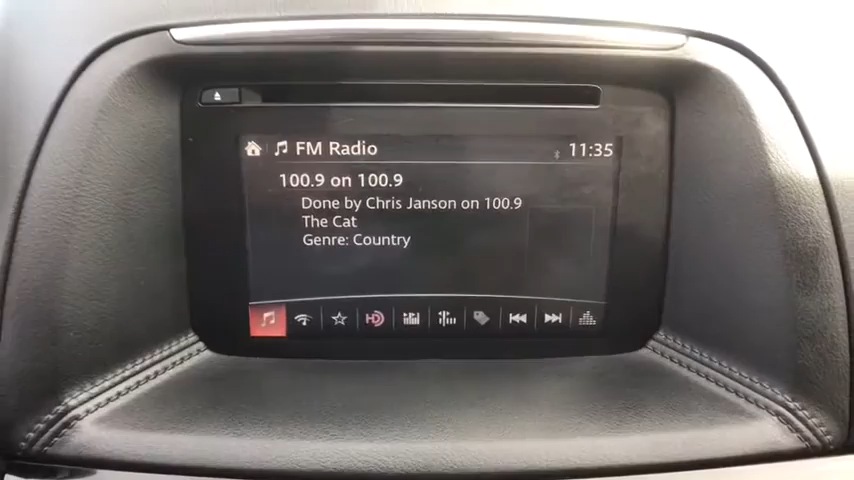 FM Radio
11:35
100.9 on 100.9
Done by Chris Janson on 100.9
The Cat
Genre: Country
HD